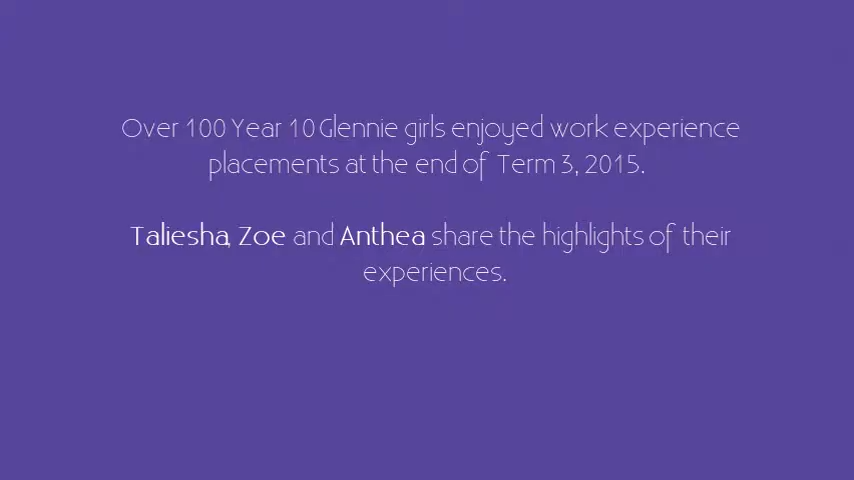 Over 100 Year 10 Glennie girls enjoyed work experience
placements at the end of Term 3, 2015.
Taliesha, Zoe and Anthea share the highlights of their
experiences.